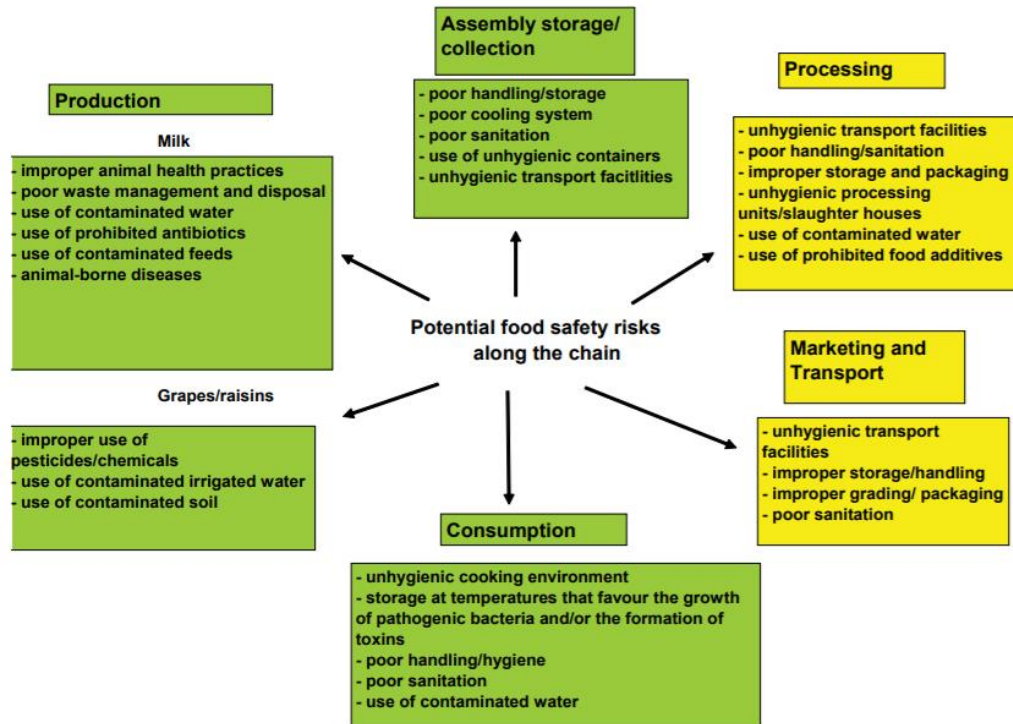 Assembly storage/
collection
- poor handling/storage
- poor cooling system
- poor sanitation
- use of unhygienic containers
- unhygienic transport facitlities
Processing
- unhygienic transport facilities
- poor handling/sanitation
- improper storage and packaging
- unhygienic processing
units/slaughter houses
- use of contaminated water
- use of prohibited food additives
Production
Milk
- improper animal health practices
- poor waste management and disposal
- use of contaminated water
- use of prohibited antibiotics
- use of contaminated feeds
- animal-borne diseases
Potential food safety risks
along the chain
Grapes/raisins
- improper use of
pesticides/chemicals
- use of contaminated irrigated water
- use of contaminated soil
Marketing and
Transport
- unhygienic transport
facilities
- improper storage/handling
- improper grading/ packaging
- poor sanitation
Consumption
- unhygienic cooking environment
- storage at temperatures that favour the growth
of pathogenic bacteria and/or the formation of
toxins
- poor handling/hygiene
- poor sanitation
- use of contaminated water